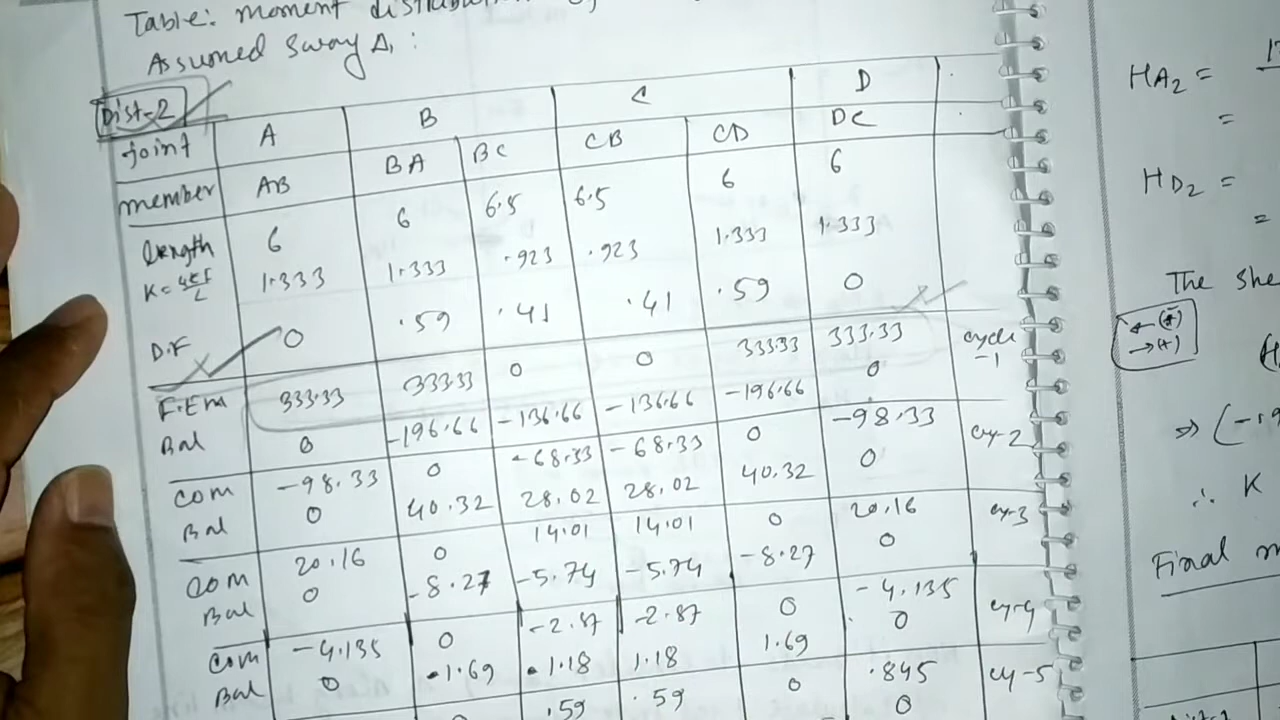 Table: moment
Assumed Sway Δ1 :
Dist-2
Joint A B C D
member AB BA BC CB CD DC
length 6 6 6.5 6.5 6 6
K = 4EI/L 1.333 1.333 .923 .923 1.333 1.333
D.F 0 .59 .41 .41 .59 0
F.Em 333.33 333.33 0 0 333.33 333.33 cycle -1
Bal 0 -196.66 -136.66 -136.66 -196.66 0
com -98.33 0 -68.33 -68.33 0 -98.33 cy-2
Bal 0 40.32 28.02 28.02 40.32 0
com 20.16 0 14.01 14.01 0 20.16 cy-3
Bal 0 -8.27 -5.74 -5.74 -8.27 0
com -4.135 0 -2.87 -2.87 0 -4.135 cy-4
Bal 0 1.69 1.18 1.18 1.69 0
.59 .59 0 .845 cy-5
0
HA2 =
=
HD2 =
=
The she
← (+)
→ (+)
⇒ (-19
∴ K
Final m